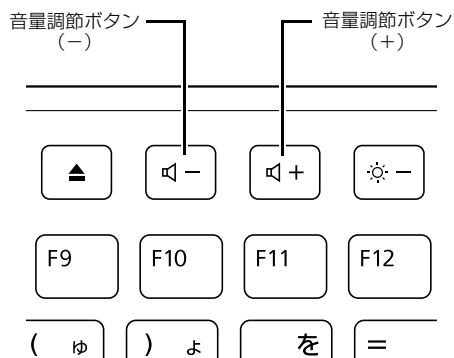 音量調節ボタン
（－）
音量調節ボタン
（＋）
－
＋
－
F9
F10
F11
F12
( ゅ
) ょ
を
=